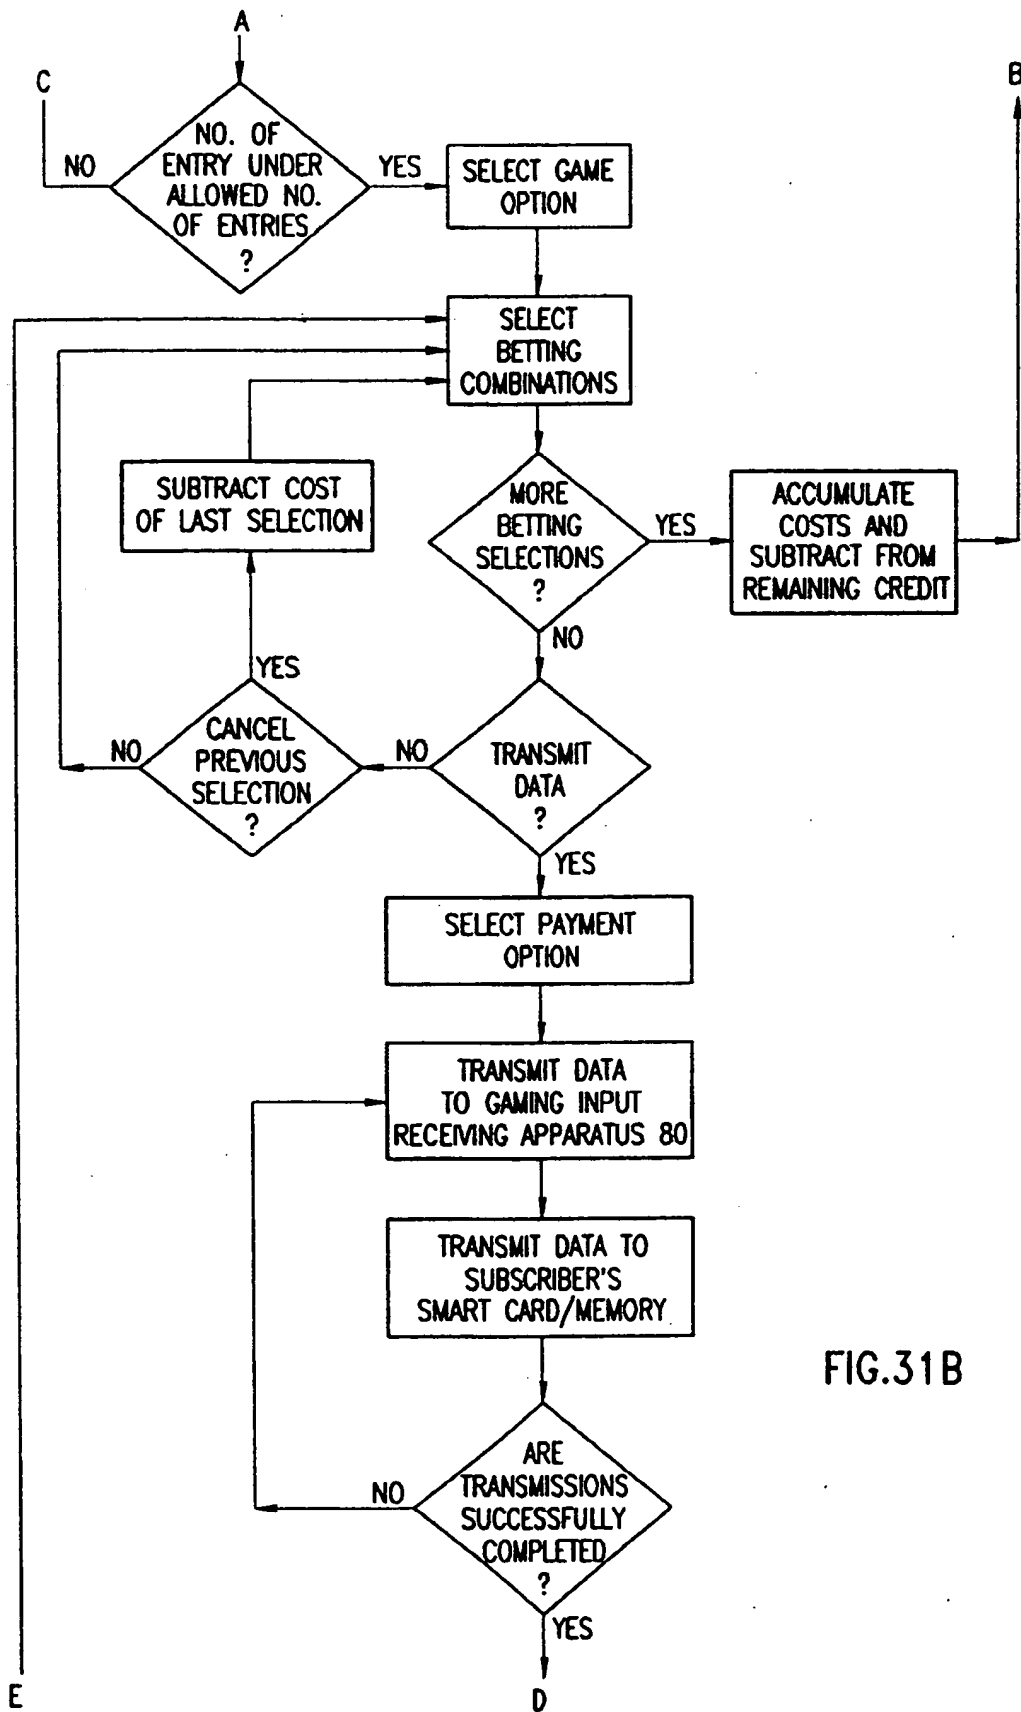 A
C
B
NO. OF
ENTRY UNDER
ALLOWED NO.
OF ENTRIES
?
NO
YES
SELECT GAME
OPTION
SELECT
BETTING
COMBINATIONS
SUBTRACT COST
OF LAST SELECTION
MORE
BETTING
SELECTIONS
?
YES
ACCUMULATE
COSTS AND
SUBTRACT FROM
REMAINING CREDIT
NO
YES
CANCEL
PREVIOUS
SELECTION
?
NO
NO
TRANSMIT
DATA
?
YES
SELECT PAYMENT
OPTION
TRANSMIT DATA
TO GAMING INPUT
RECEIVING APPARATUS 80
TRANSMIT DATA TO
SUBSCRIBER'S
SMART CARD/MEMORY
FIG.31B
ARE
TRANSMISSIONS
SUCCESSFULLY
COMPLETED
?
NO
YES
E
D